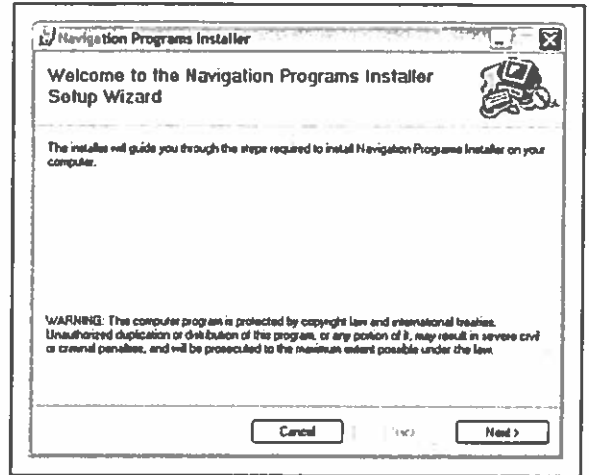 Navigation Programs Installer
Welcome to the Navigation Programs Installer
Setup Wizard
The installer will guide you through the steps required to install Navigation Programs Installer on your
computer.
WARNING: This computer program is protected by copyright law and international treaties.
Unauthorized duplication or distribution of this program, or any portion of it, may result in severe civil
or criminal penalties, and will be prosecuted to the maximum extent possible under the law.
Cancel
Next >